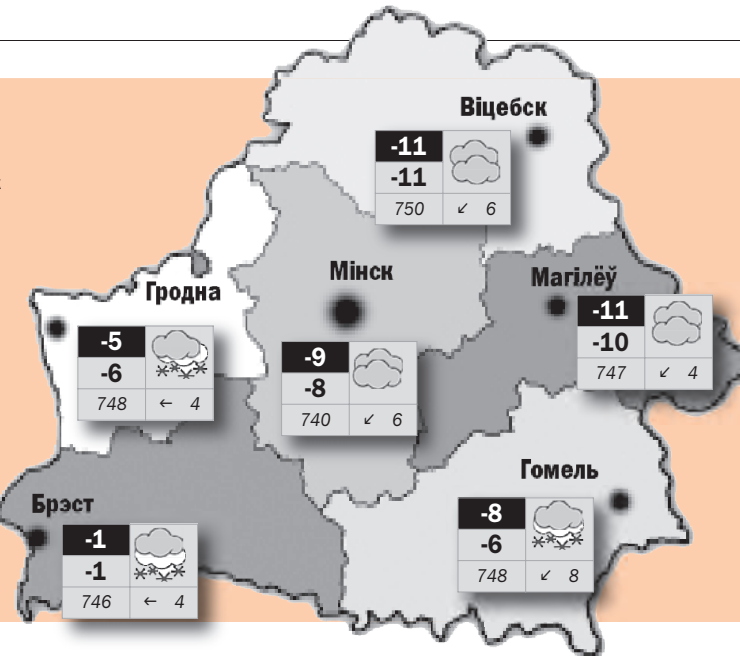 Віцебск
-11
-11
750 ↙ 6
Мінск
-9
-8
740 ↙ 6
Магілёў
-11
-10
747 ↙ 4
Гродна
-5
-6
748 ← 4
Гомель
-8
-6
748 ↙ 8
Брэст
-1
-1
746 ← 4